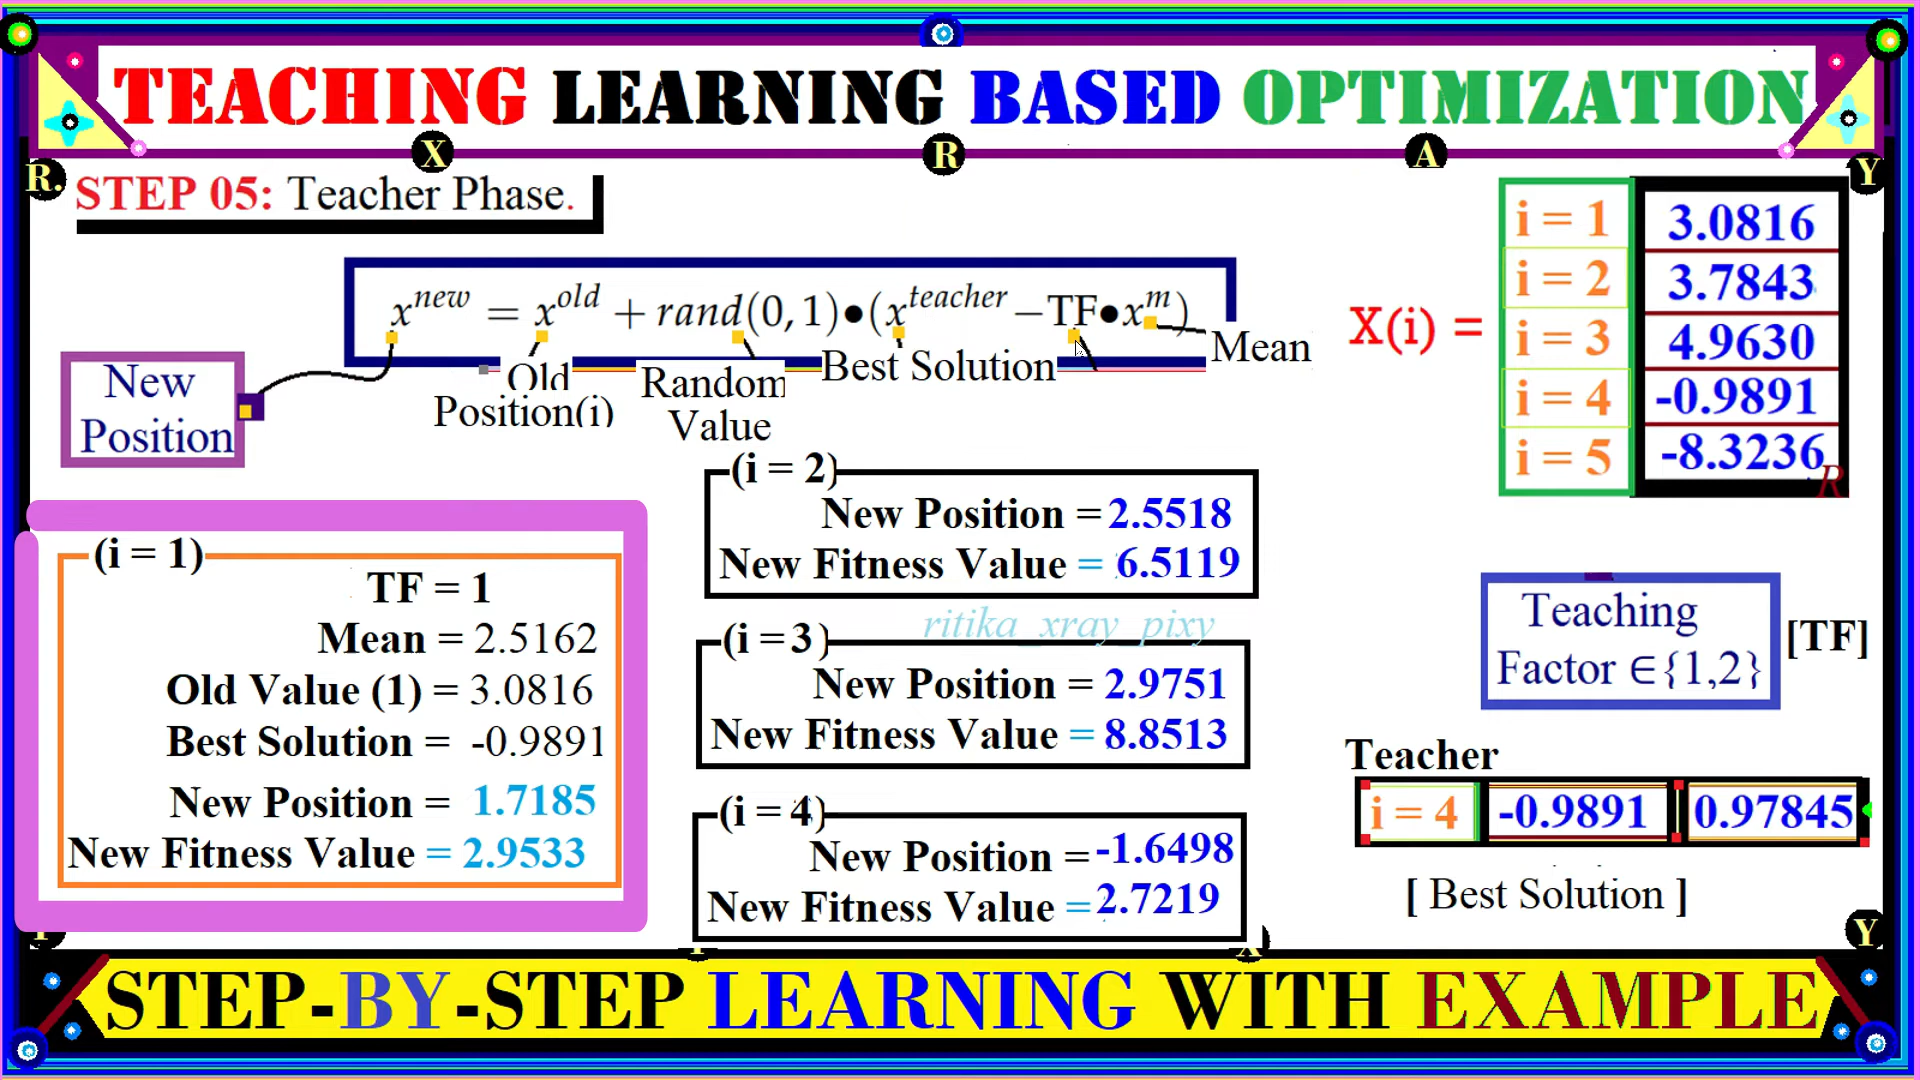 TEACHING LEARNING BASED OPTIMIZATION
X R A
R. Y
STEP 05: Teacher Phase.
x^new = x^old + rand(0,1)●(x^teacher −TF●x^m)
New
Position
Old
Position(i)
Random
Value
Best Solution
Mean
X(i) =
i = 1 3.0816
i = 2 3.7843
i = 3 4.9630
i = 4 -0.9891
i = 5 -8.3236
R
(i = 1)
TF = 1
Mean = 2.5162
Old Value (1) = 3.0816
Best Solution = -0.9891
New Position = 1.7185
New Fitness Value = 2.9533
(i = 2)
New Position = 2.5518
New Fitness Value = 6.5119
ritika_xray_pixy
(i = 3)
New Position = 2.9751
New Fitness Value = 8.8513
(i = 4)
New Position = -1.6498
New Fitness Value = 2.7219
Teaching
Factor ∈{1,2}
[TF]
Teacher
i = 4 -0.9891 0.97845
[ Best Solution ]
Y
STEP-BY-STEP LEARNING WITH EXAMPLE